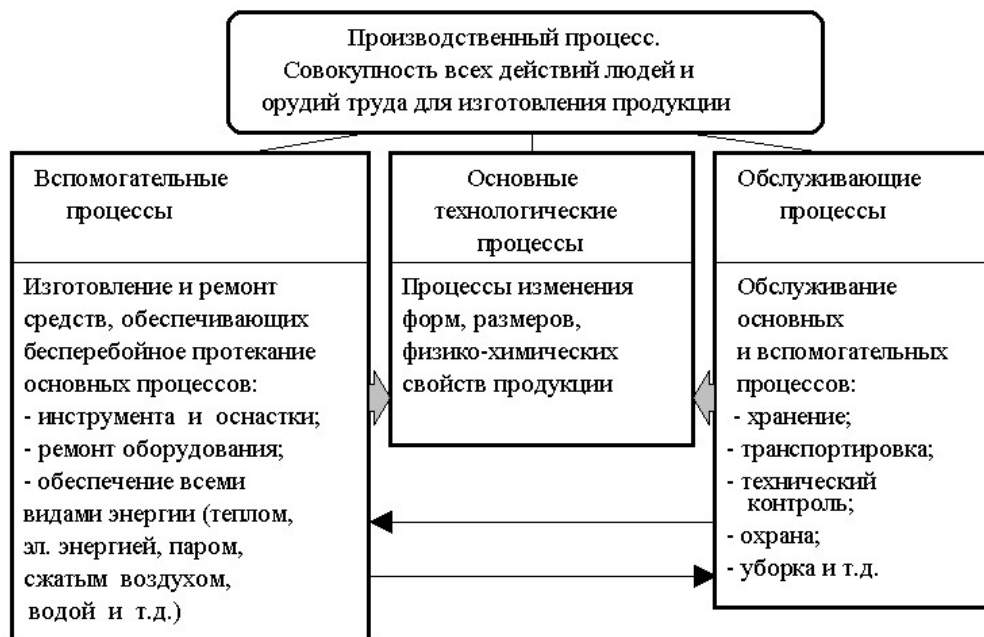 Производственный процесс.
Совокупность всех действий людей и
орудий труда для изготовления продукции
Вспомогательные
процессы
Изготовление и ремонт
средств, обеспечивающих
бесперебойное протекание
основных процессов:
- инструмента и оснастки;
- ремонт оборудования;
- обеспечение всеми
видами энергии (теплом,
эл. энергией, паром,
сжатым воздухом,
водой и т.д.)
Основные
технологические
процессы
Процессы изменения
форм, размеров,
физико-химических
свойств продукции
Обслуживающие
процессы
Обслуживание
основных
и вспомогательных
процессов:
- хранение;
- транспортировка;
- технический
контроль;
- охрана;
- уборка и т.д.